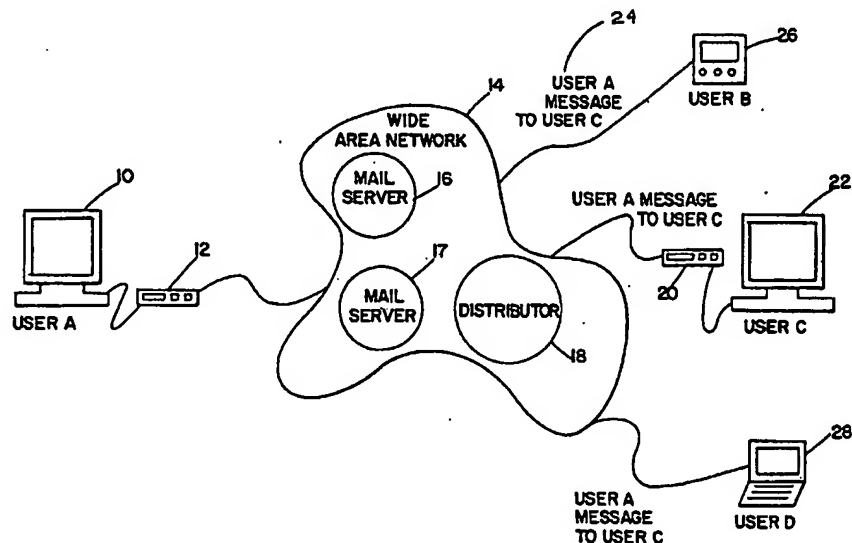 24
USER A
MESSAGE
TO USER C
26
USER B
14
WIDE
AREA NETWORK
MAIL
SERVER
16
10
12
USER A
17
MAIL
SERVER
DISTRIBUTOR
18
USER A MESSAGE
TO USER C
22
20
USER C
28
USER A
MESSAGE
TO USER C
USER D